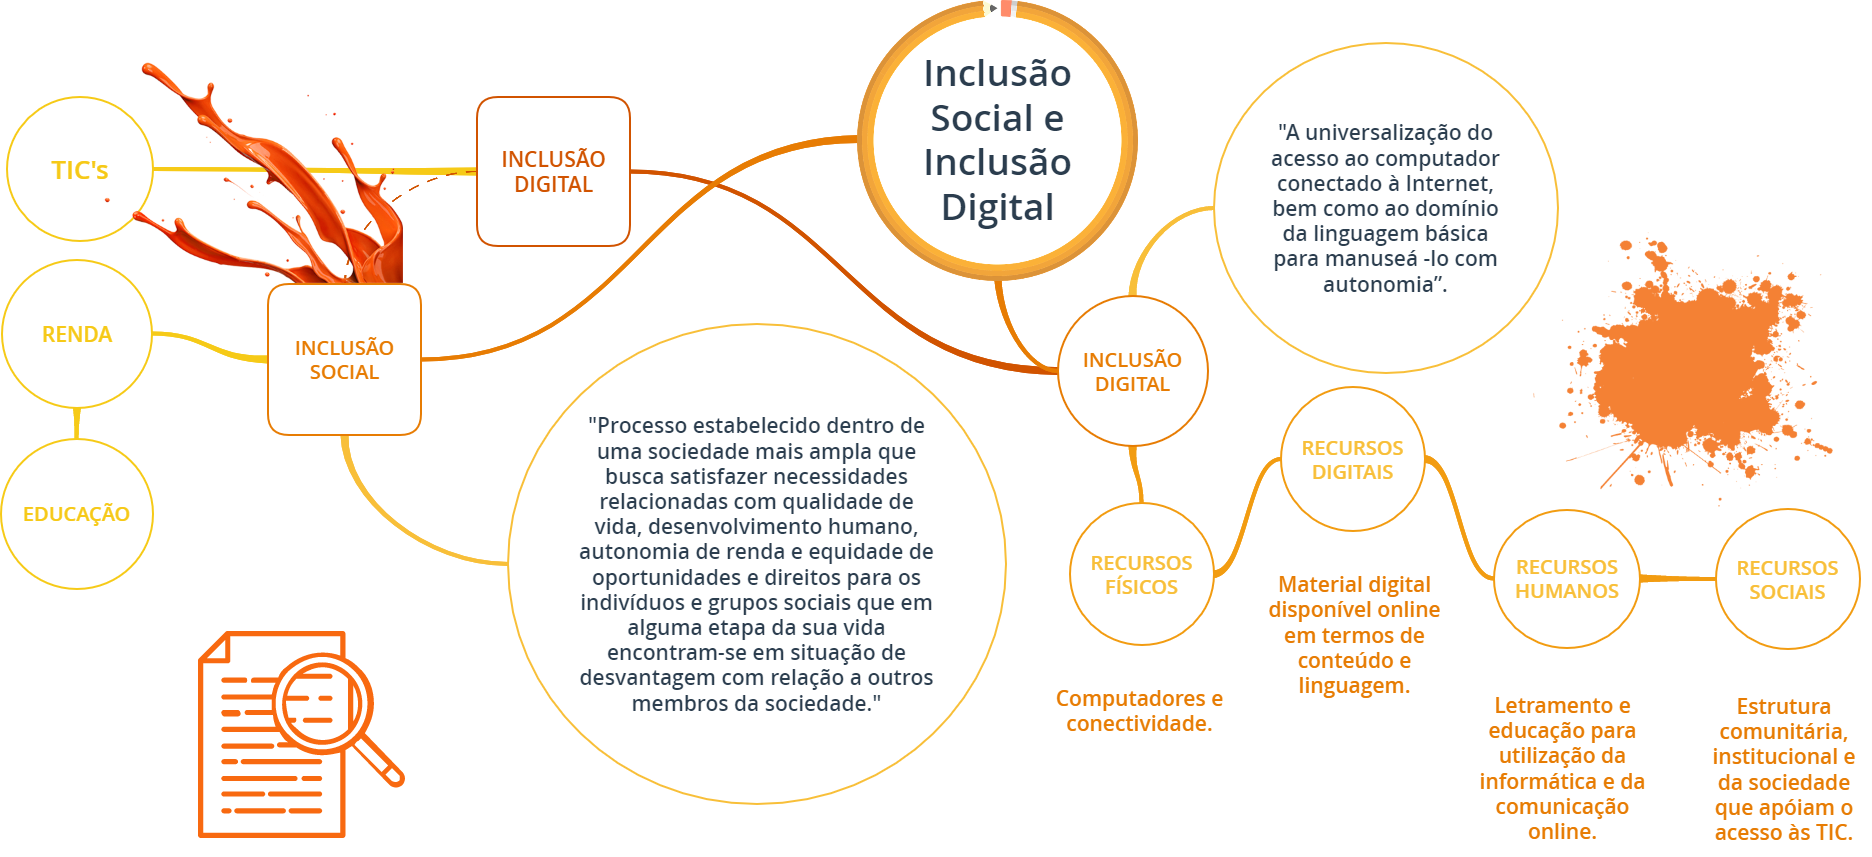 Inclusão
Social e
Inclusão
Digital
TIC's
INCLUSÃO
DIGITAL
RENDA
INCLUSÃO
SOCIAL
EDUCAÇÃO
"Processo estabelecido dentro de
uma sociedade mais ampla que
busca satisfazer necessidades
relacionadas com qualidade de
vida, desenvolvimento humano,
autonomia de renda e equidade de
oportunidades e direitos para os
indivíduos e grupos sociais que em
alguma etapa da sua vida
encontram-se em situação de
desvantagem com relação a outros
membros da sociedade."
"A universalização do
acesso ao computador
conectado à Internet,
bem como ao domínio
da linguagem básica
para manuseá -lo com
autonomia”.
INCLUSÃO
DIGITAL
RECURSOS
FÍSICOS
Computadores e
conectividade.
RECURSOS
DIGITAIS
Material digital
disponível online
em termos de
conteúdo e
linguagem.
RECURSOS
HUMANOS
Letramento e
educação para
utilização da
informática e da
comunicação
online.
RECURSOS
SOCIAIS
Estrutura
comunitária,
institucional e
da sociedade
que apóiam o
acesso às TIC.